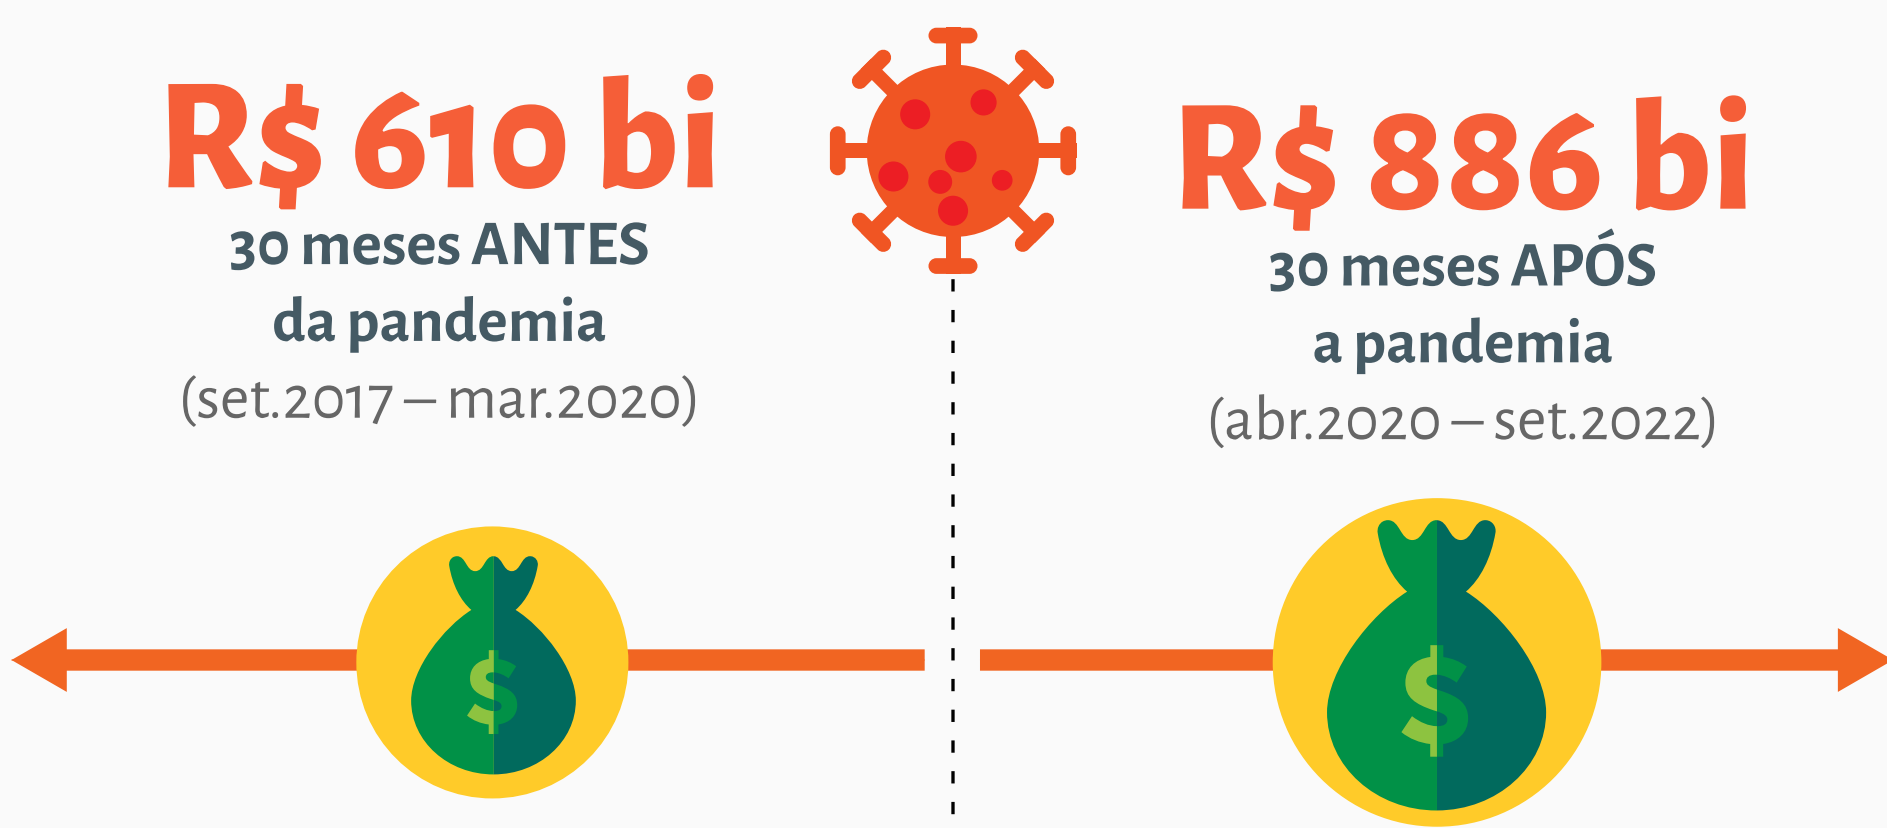 R$ 610 bi
30 meses ANTES
da pandemia
(set.2017 – mar.2020)
R$ 886 bi
30 meses APÓS
a pandemia
(abr.2020 – set.2022)
$
$